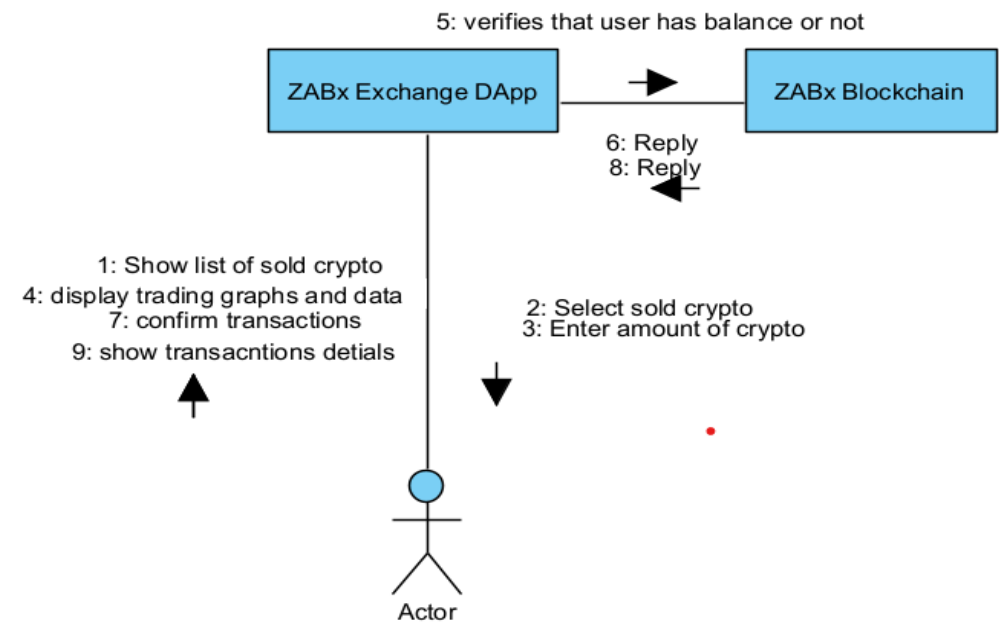 5: verifies that user has balance or not
ZABx Exchange DApp
ZABx Blockchain
6: Reply
8: Reply
1: Show list of sold crypto
4: display trading graphs and data
7: confirm transactions
9: show transacntions detials
2: Select sold crypto
3: Enter amount of crypto
Actor